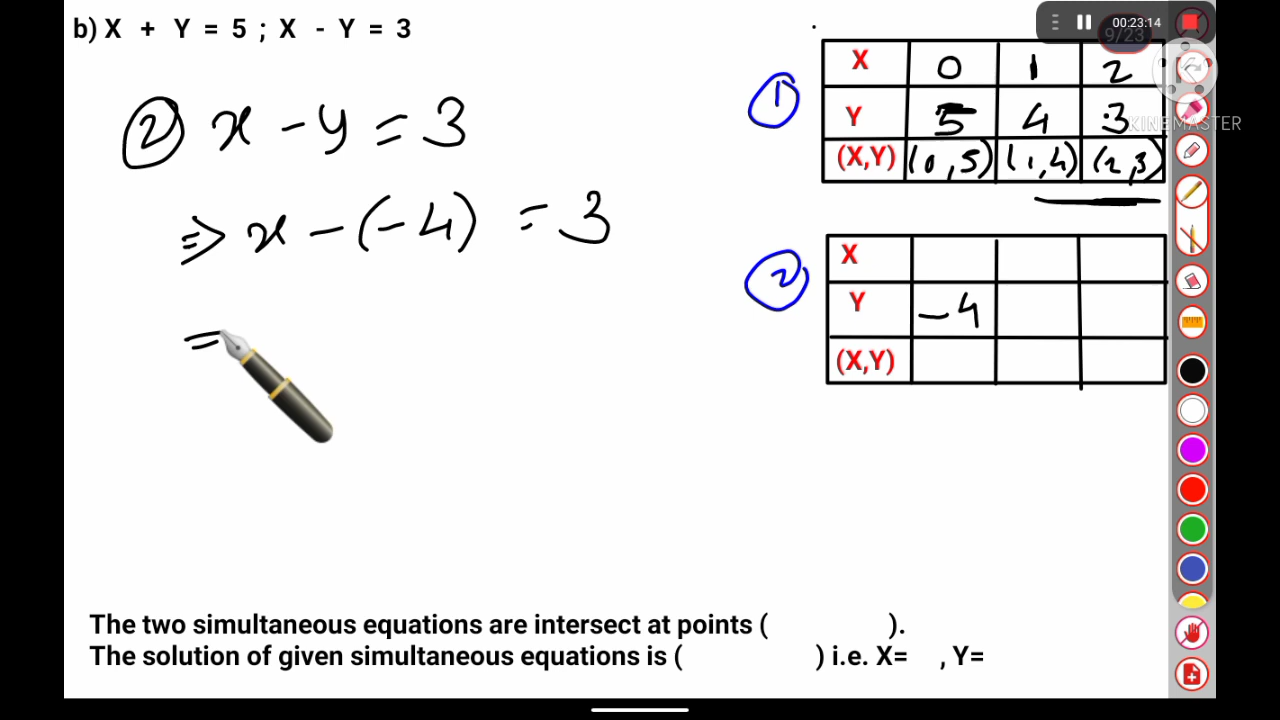 b) X + Y = 5 ; X - Y = 3
00:23:14
9/23
KINEMASTER
② x - y = 3
⇒ x - (-4) = 3
=
①
X 0 1 2
Y 5 4 3
(X,Y) (0,5) (1,4) (2,3)
②
X
Y -4
(X,Y)
The two simultaneous equations are intersect at points ( ).
The solution of given simultaneous equations is ( ) i.e. X= , Y=